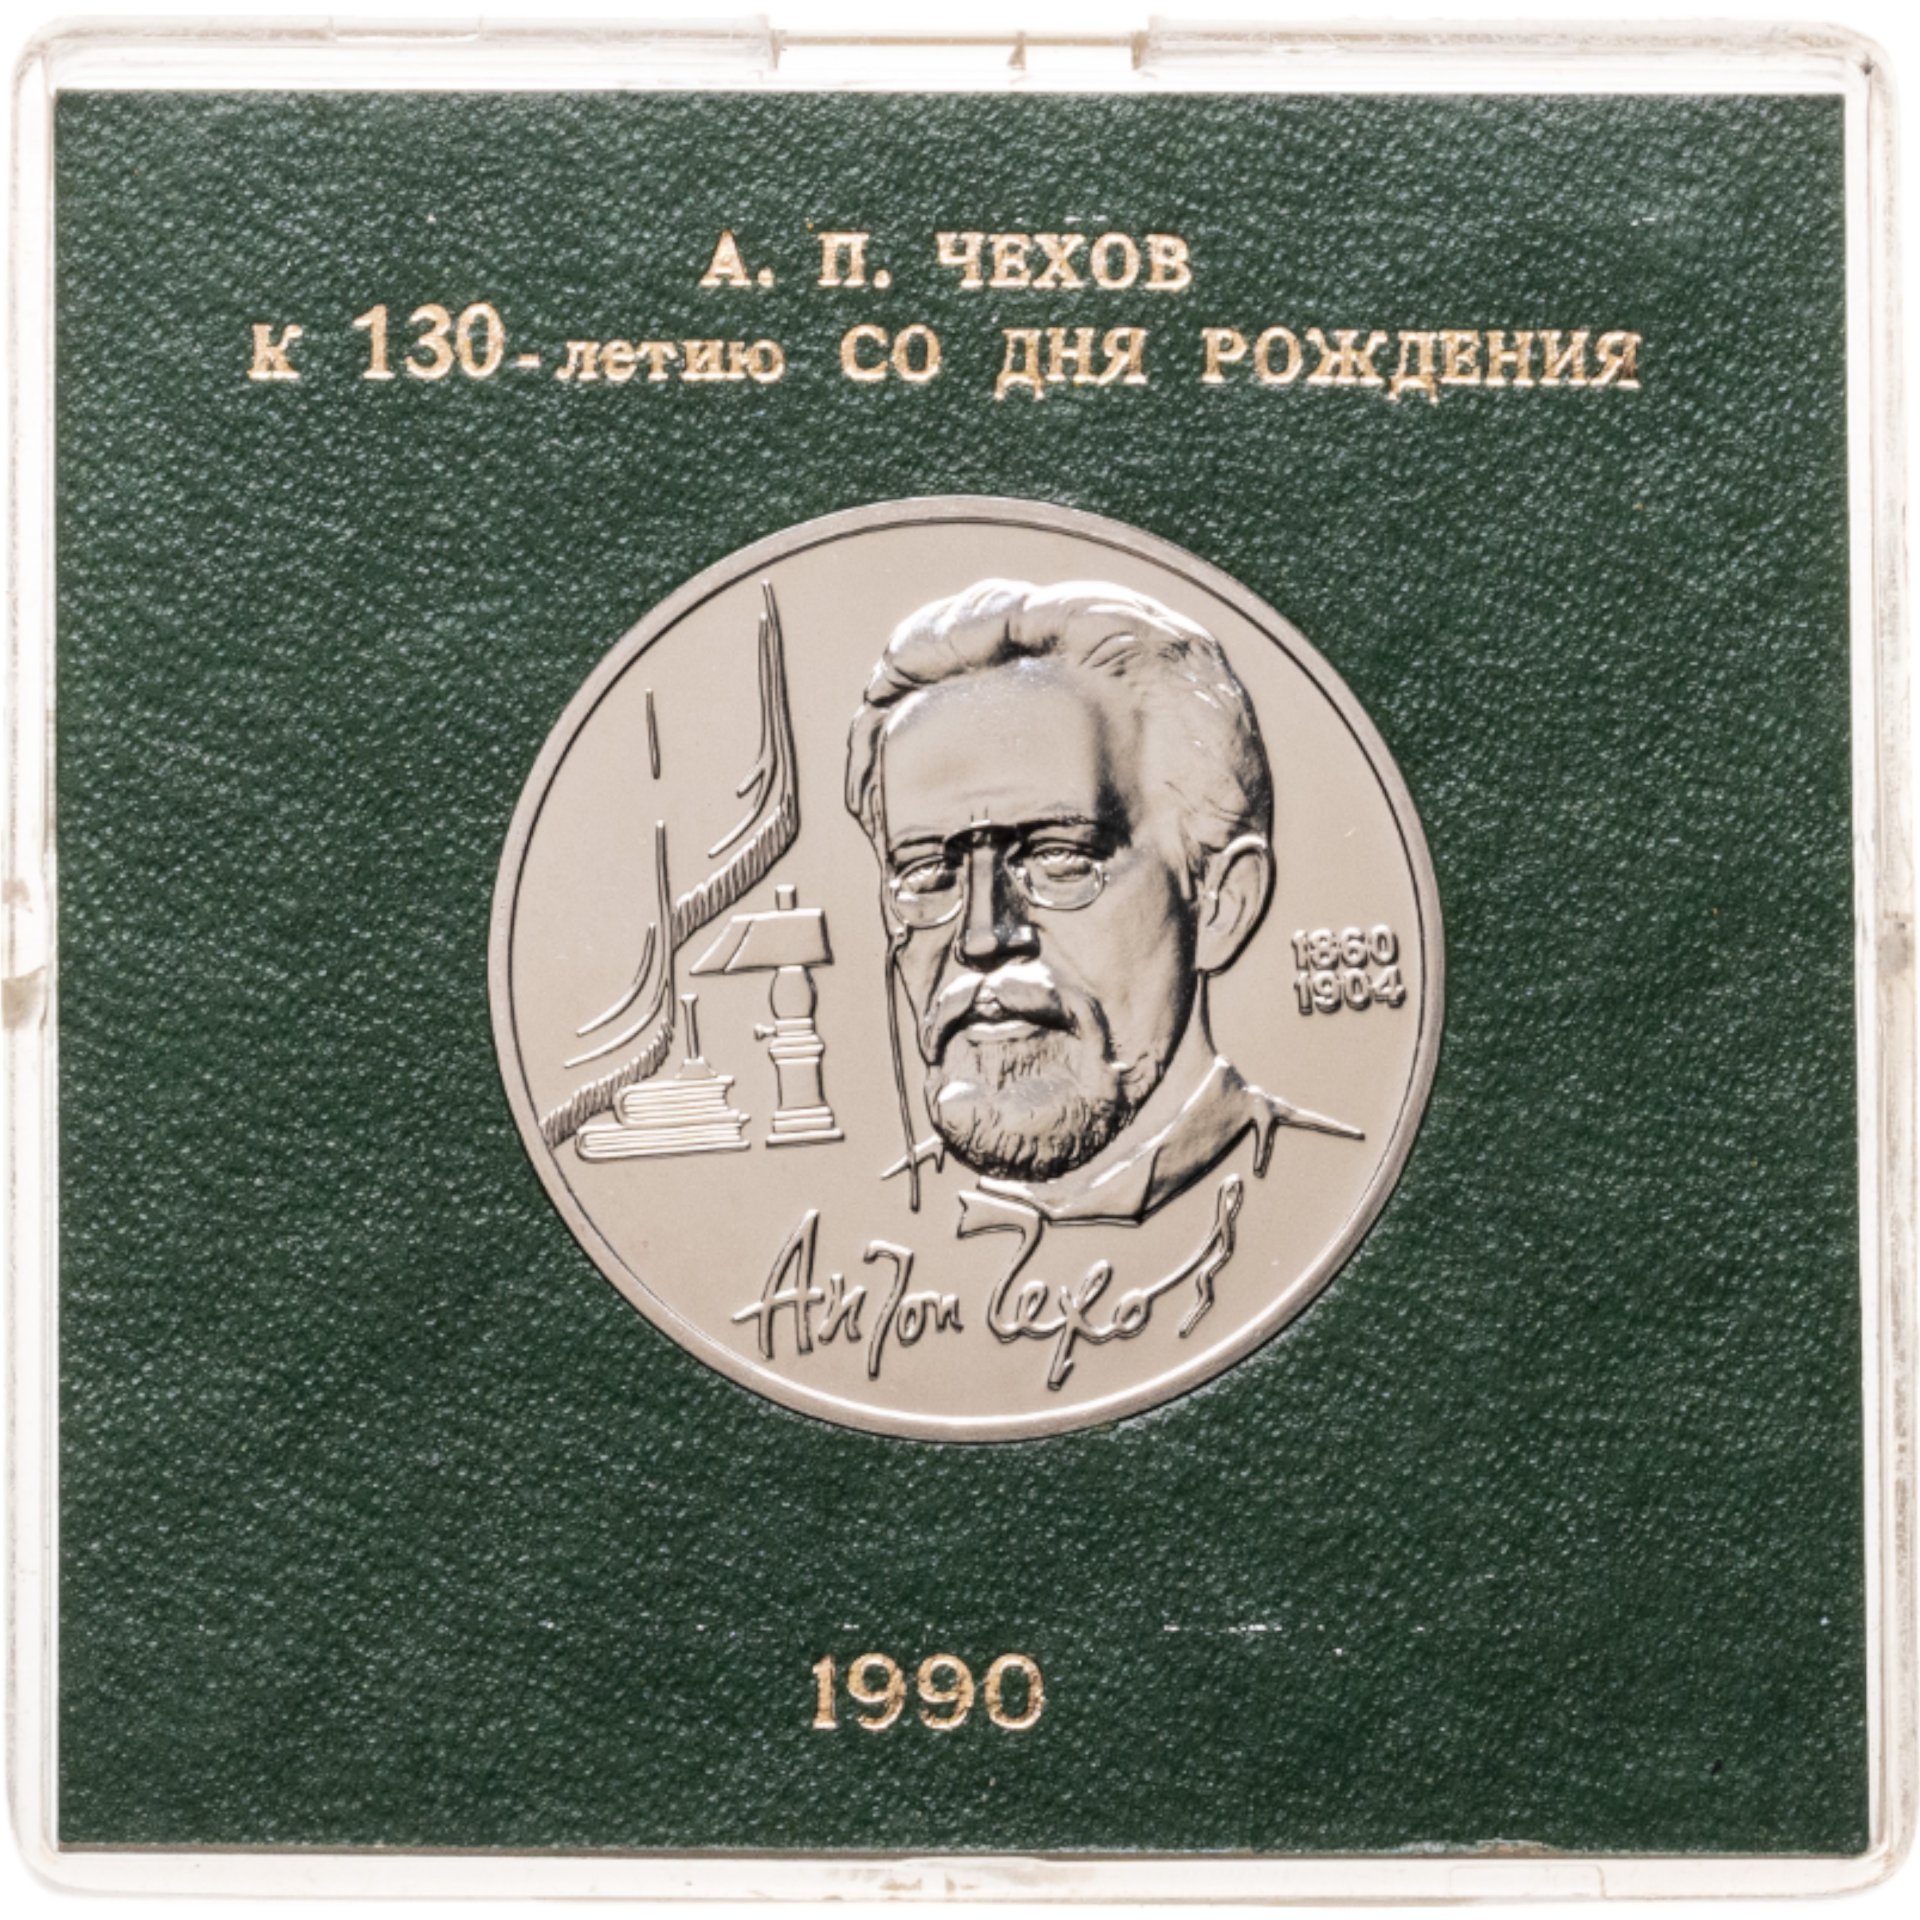 А. П. ЧЕХОВ
К 130-летию СО ДНЯ РОЖДЕНИЯ
1860
1904
Антон Чехов
1990